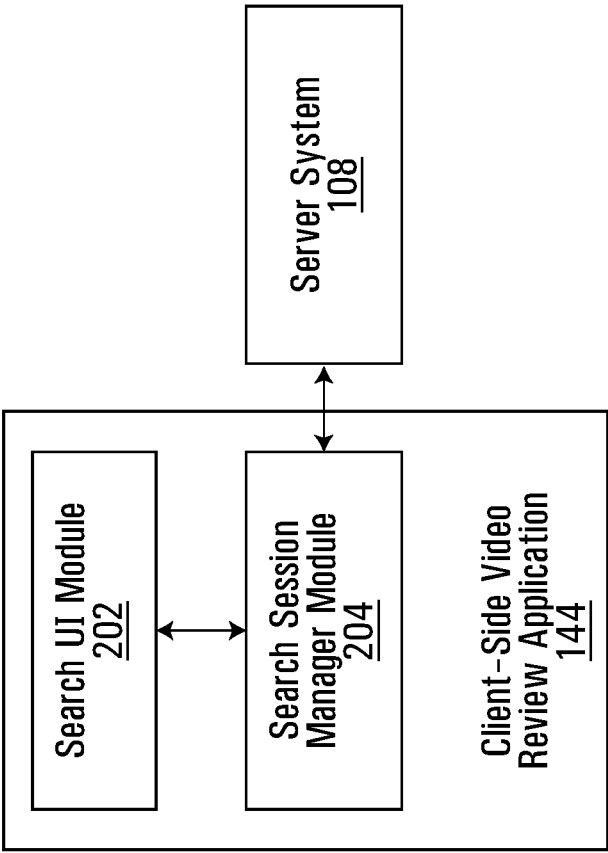 Search UI Module
202
Search Session
Manager Module
204
Client-Side Video
Review Application
144
Server System
108